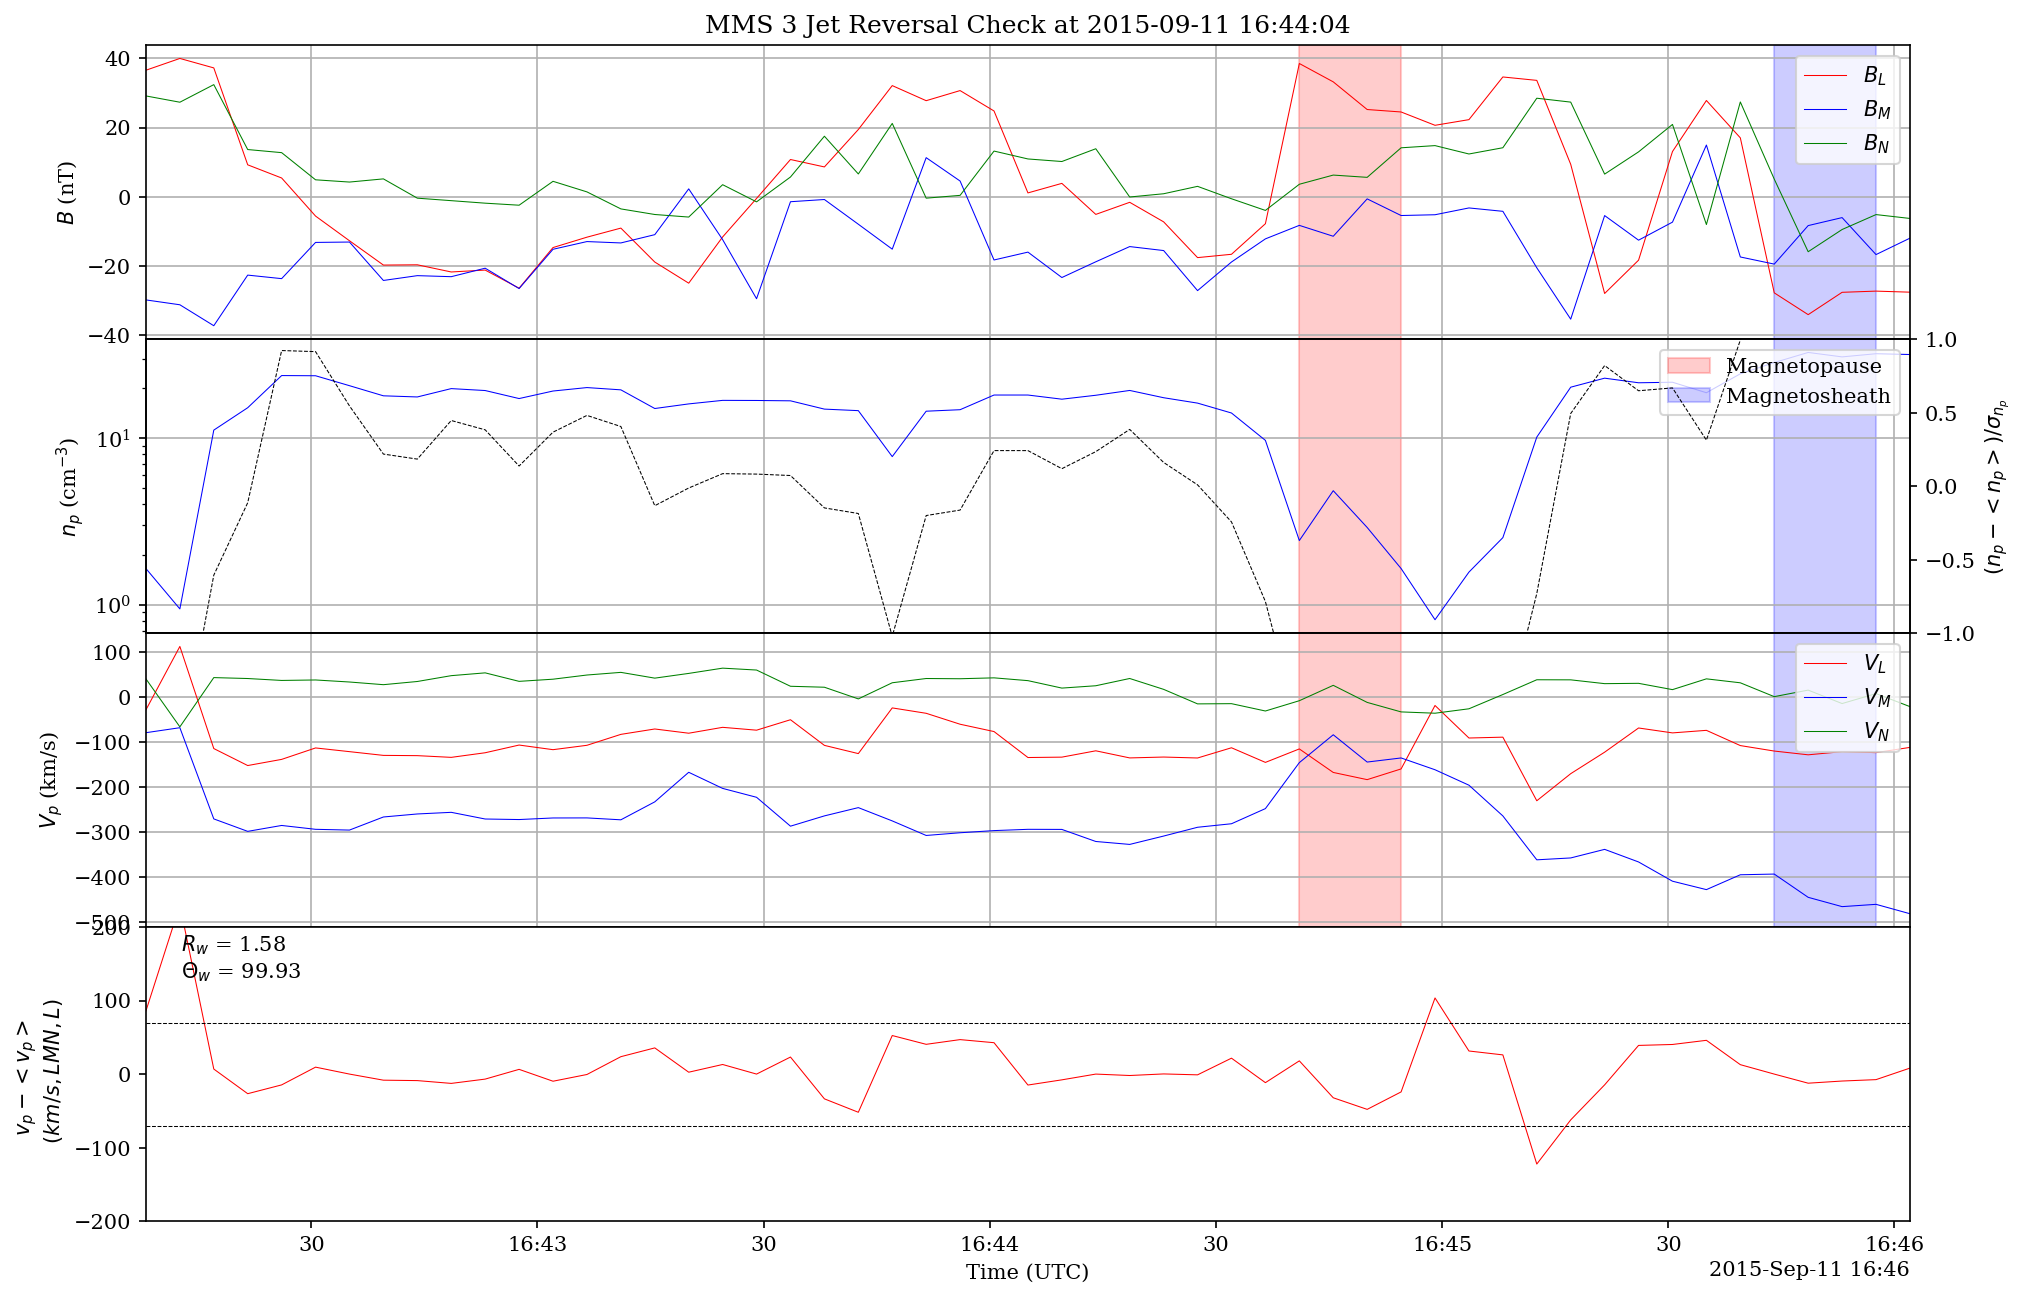 MMS 3 Jet Reversal Check at 2015-09-11 16:44:04
40
20
0
−20
−40
B (nT)
B_L
B_M
B_N
10^1
10^0
n_p (cm^−3)
1.0
0.5
0.0
−0.5
−1.0
(n_p − < n_p >)/σ_{n_p}
Magnetopause
Magnetosheath
100
0
−100
−200
−300
−400
−500
V_p (km/s)
V_L
V_M
V_N
200
100
0
−100
−200
v_p − < v_p >
(km/s, LMN, L)
R_w = 1.58
Θ_w = 99.93
30 16:43 30 16:44 30 16:45 30 16:46
Time (UTC)
2015-Sep-11 16:46